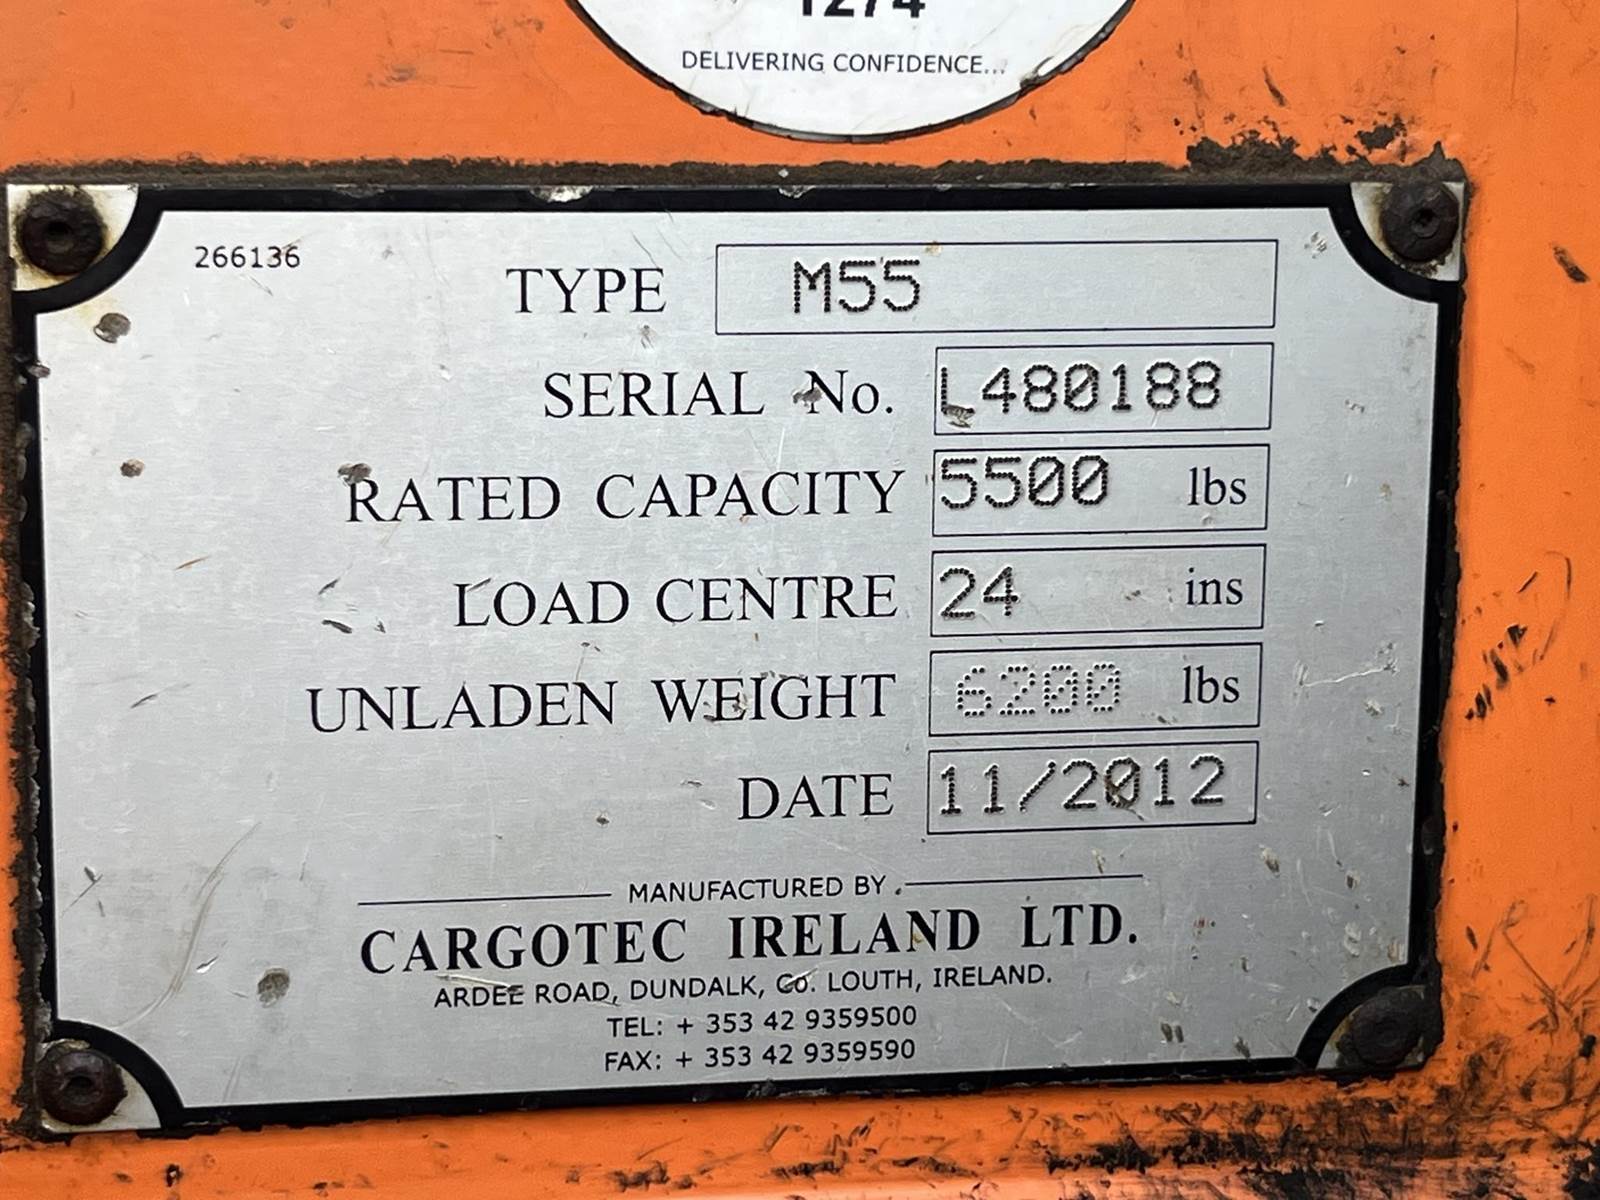 1274
DELIVERING CONFIDENCE...
266136
TYPE M55
SERIAL No. L480188
RATED CAPACITY 5500 lbs
LOAD CENTRE 24 ins
UNLADEN WEIGHT 6200 lbs
DATE 11/2012
MANUFACTURED BY
CARGOTEC IRELAND LTD.
ARDEE ROAD, DUNDALK, Co. LOUTH, IRELAND.
TEL: + 353 42 9359500
FAX: + 353 42 9359590